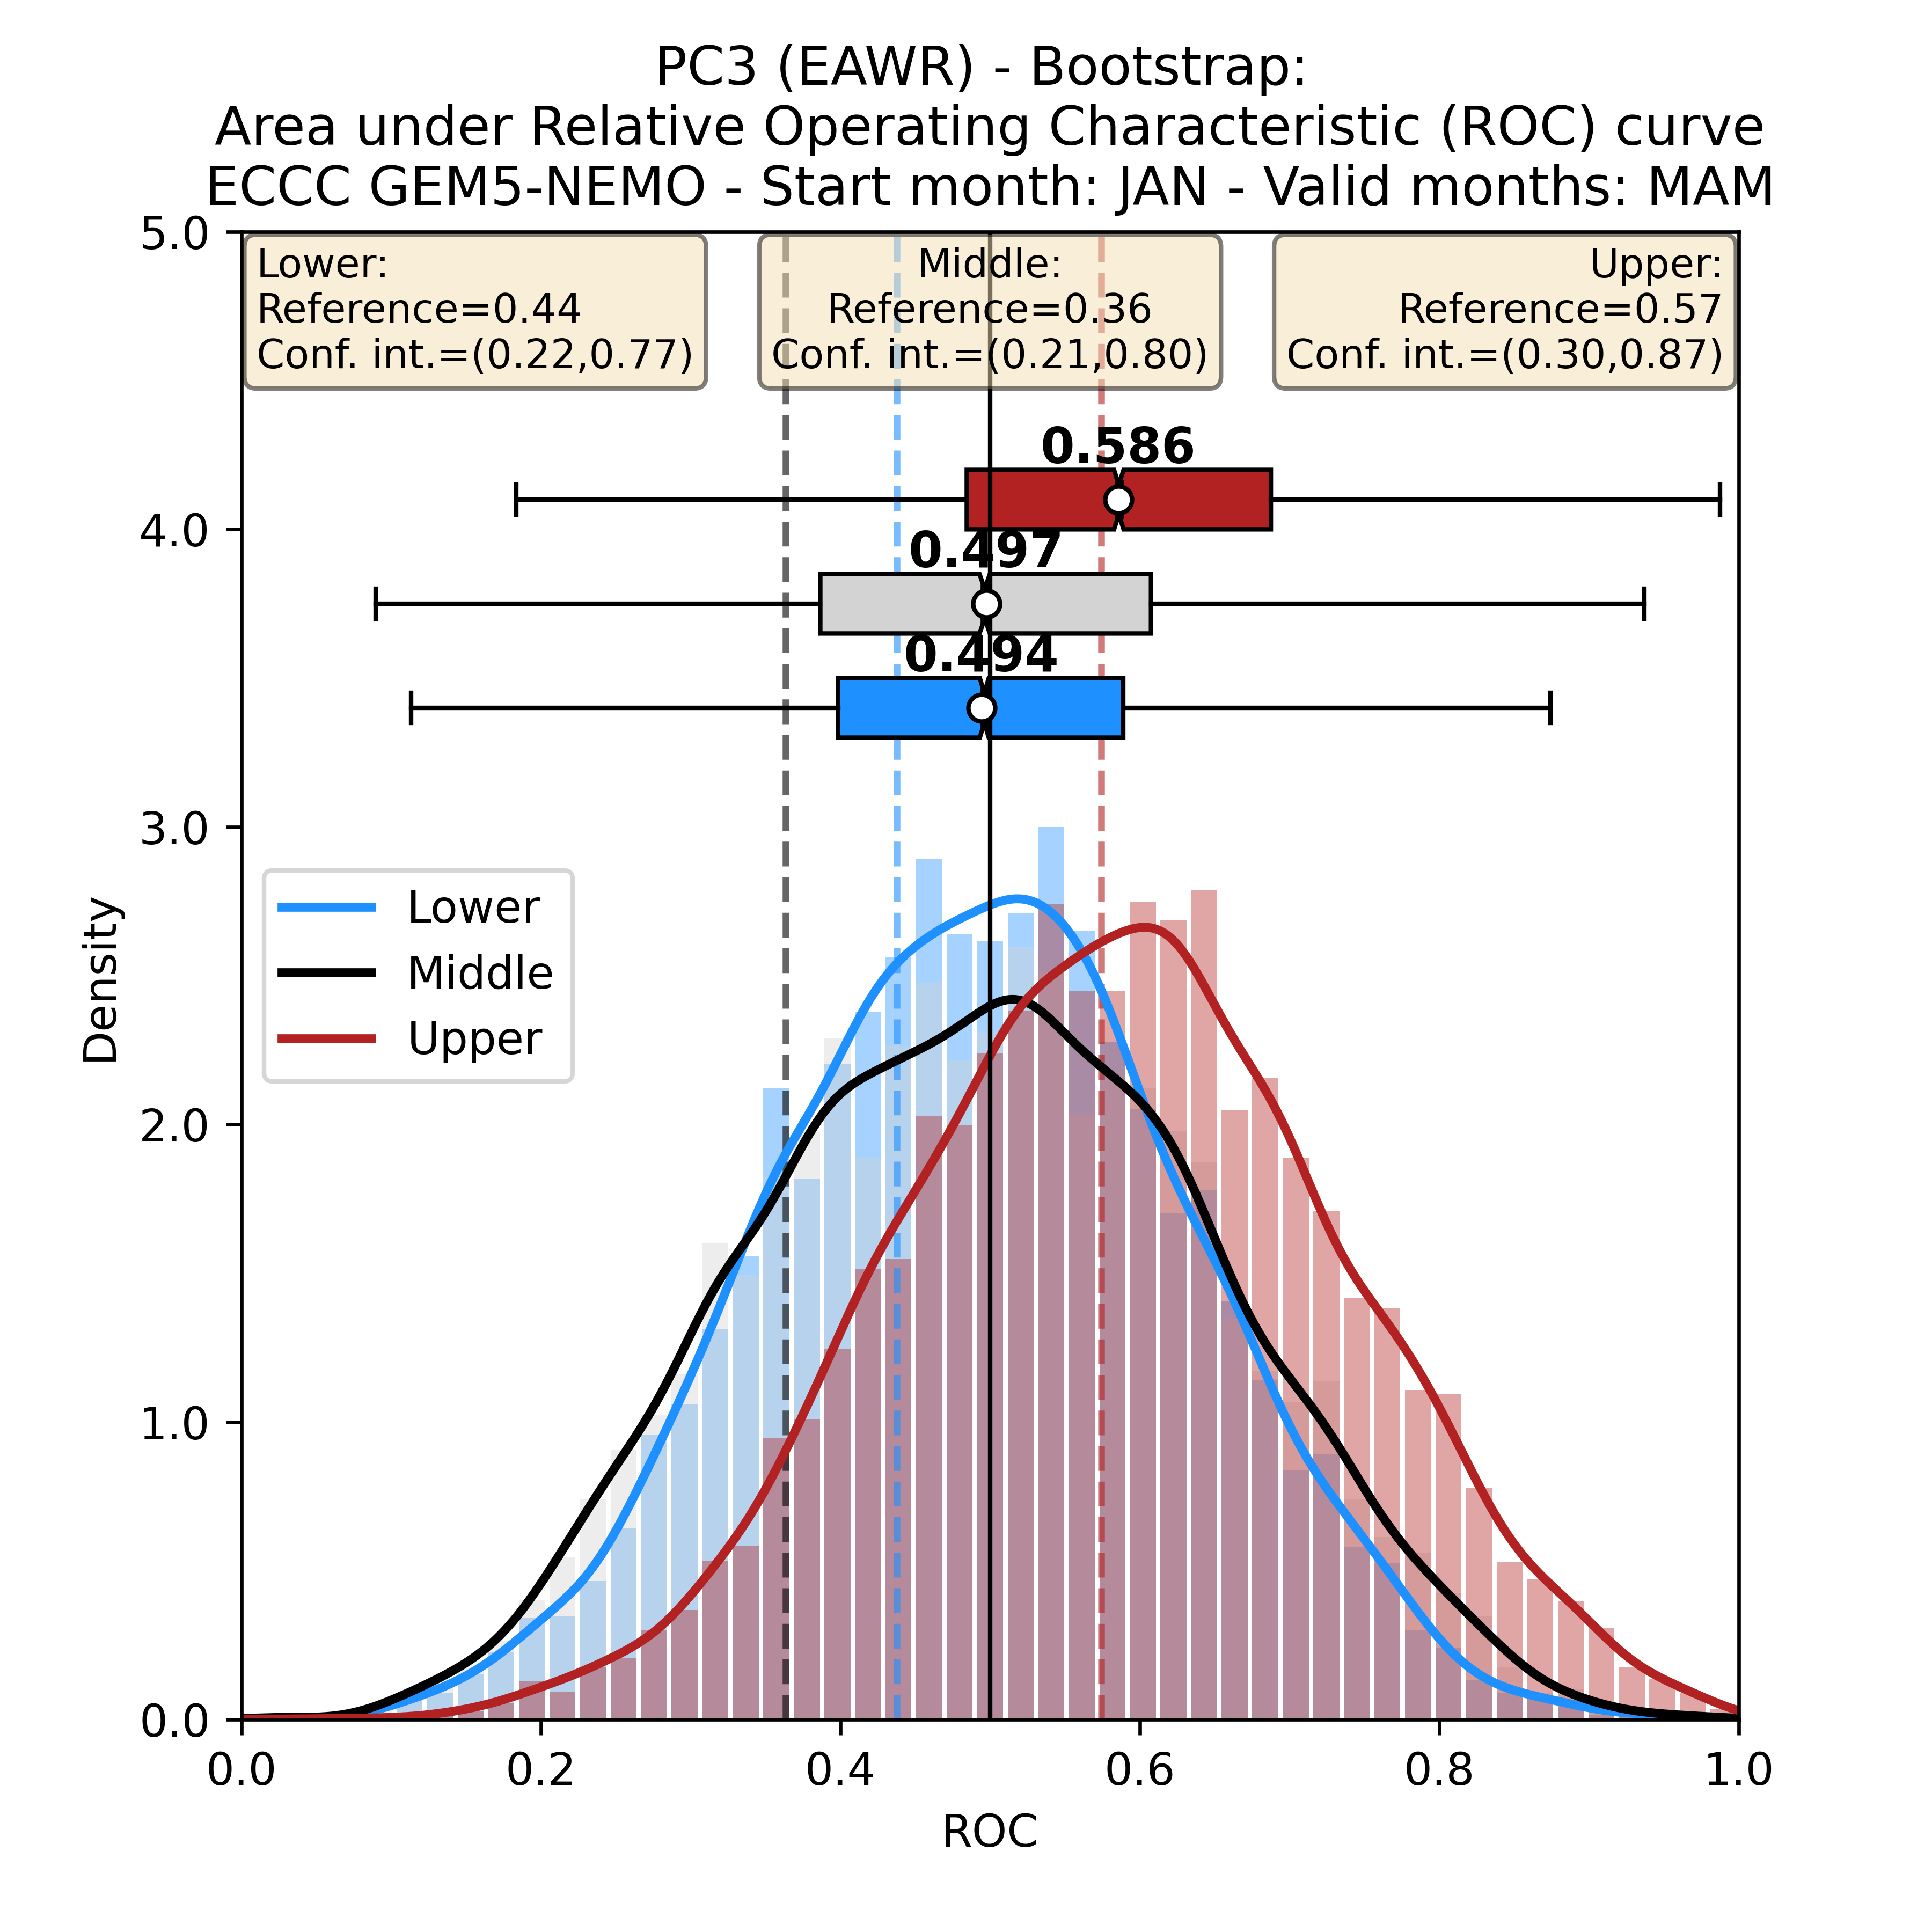 PC3 (EAWR) - Bootstrap:
Area under Relative Operating Characteristic (ROC) curve
ECCC GEM5-NEMO - Start month: JAN - Valid months: MAM
Lower:
Reference=0.44
Conf. int.=(0.22,0.77)
Middle:
Reference=0.36
Conf. int.=(0.21,0.80)
Upper:
Reference=0.57
Conf. int.=(0.30,0.87)
0.586
0.497
0.494
Lower
Middle
Upper
Density
5.0
4.0
3.0
2.0
1.0
0.0
0.0 0.2 0.4 0.6 0.8 1.0
ROC